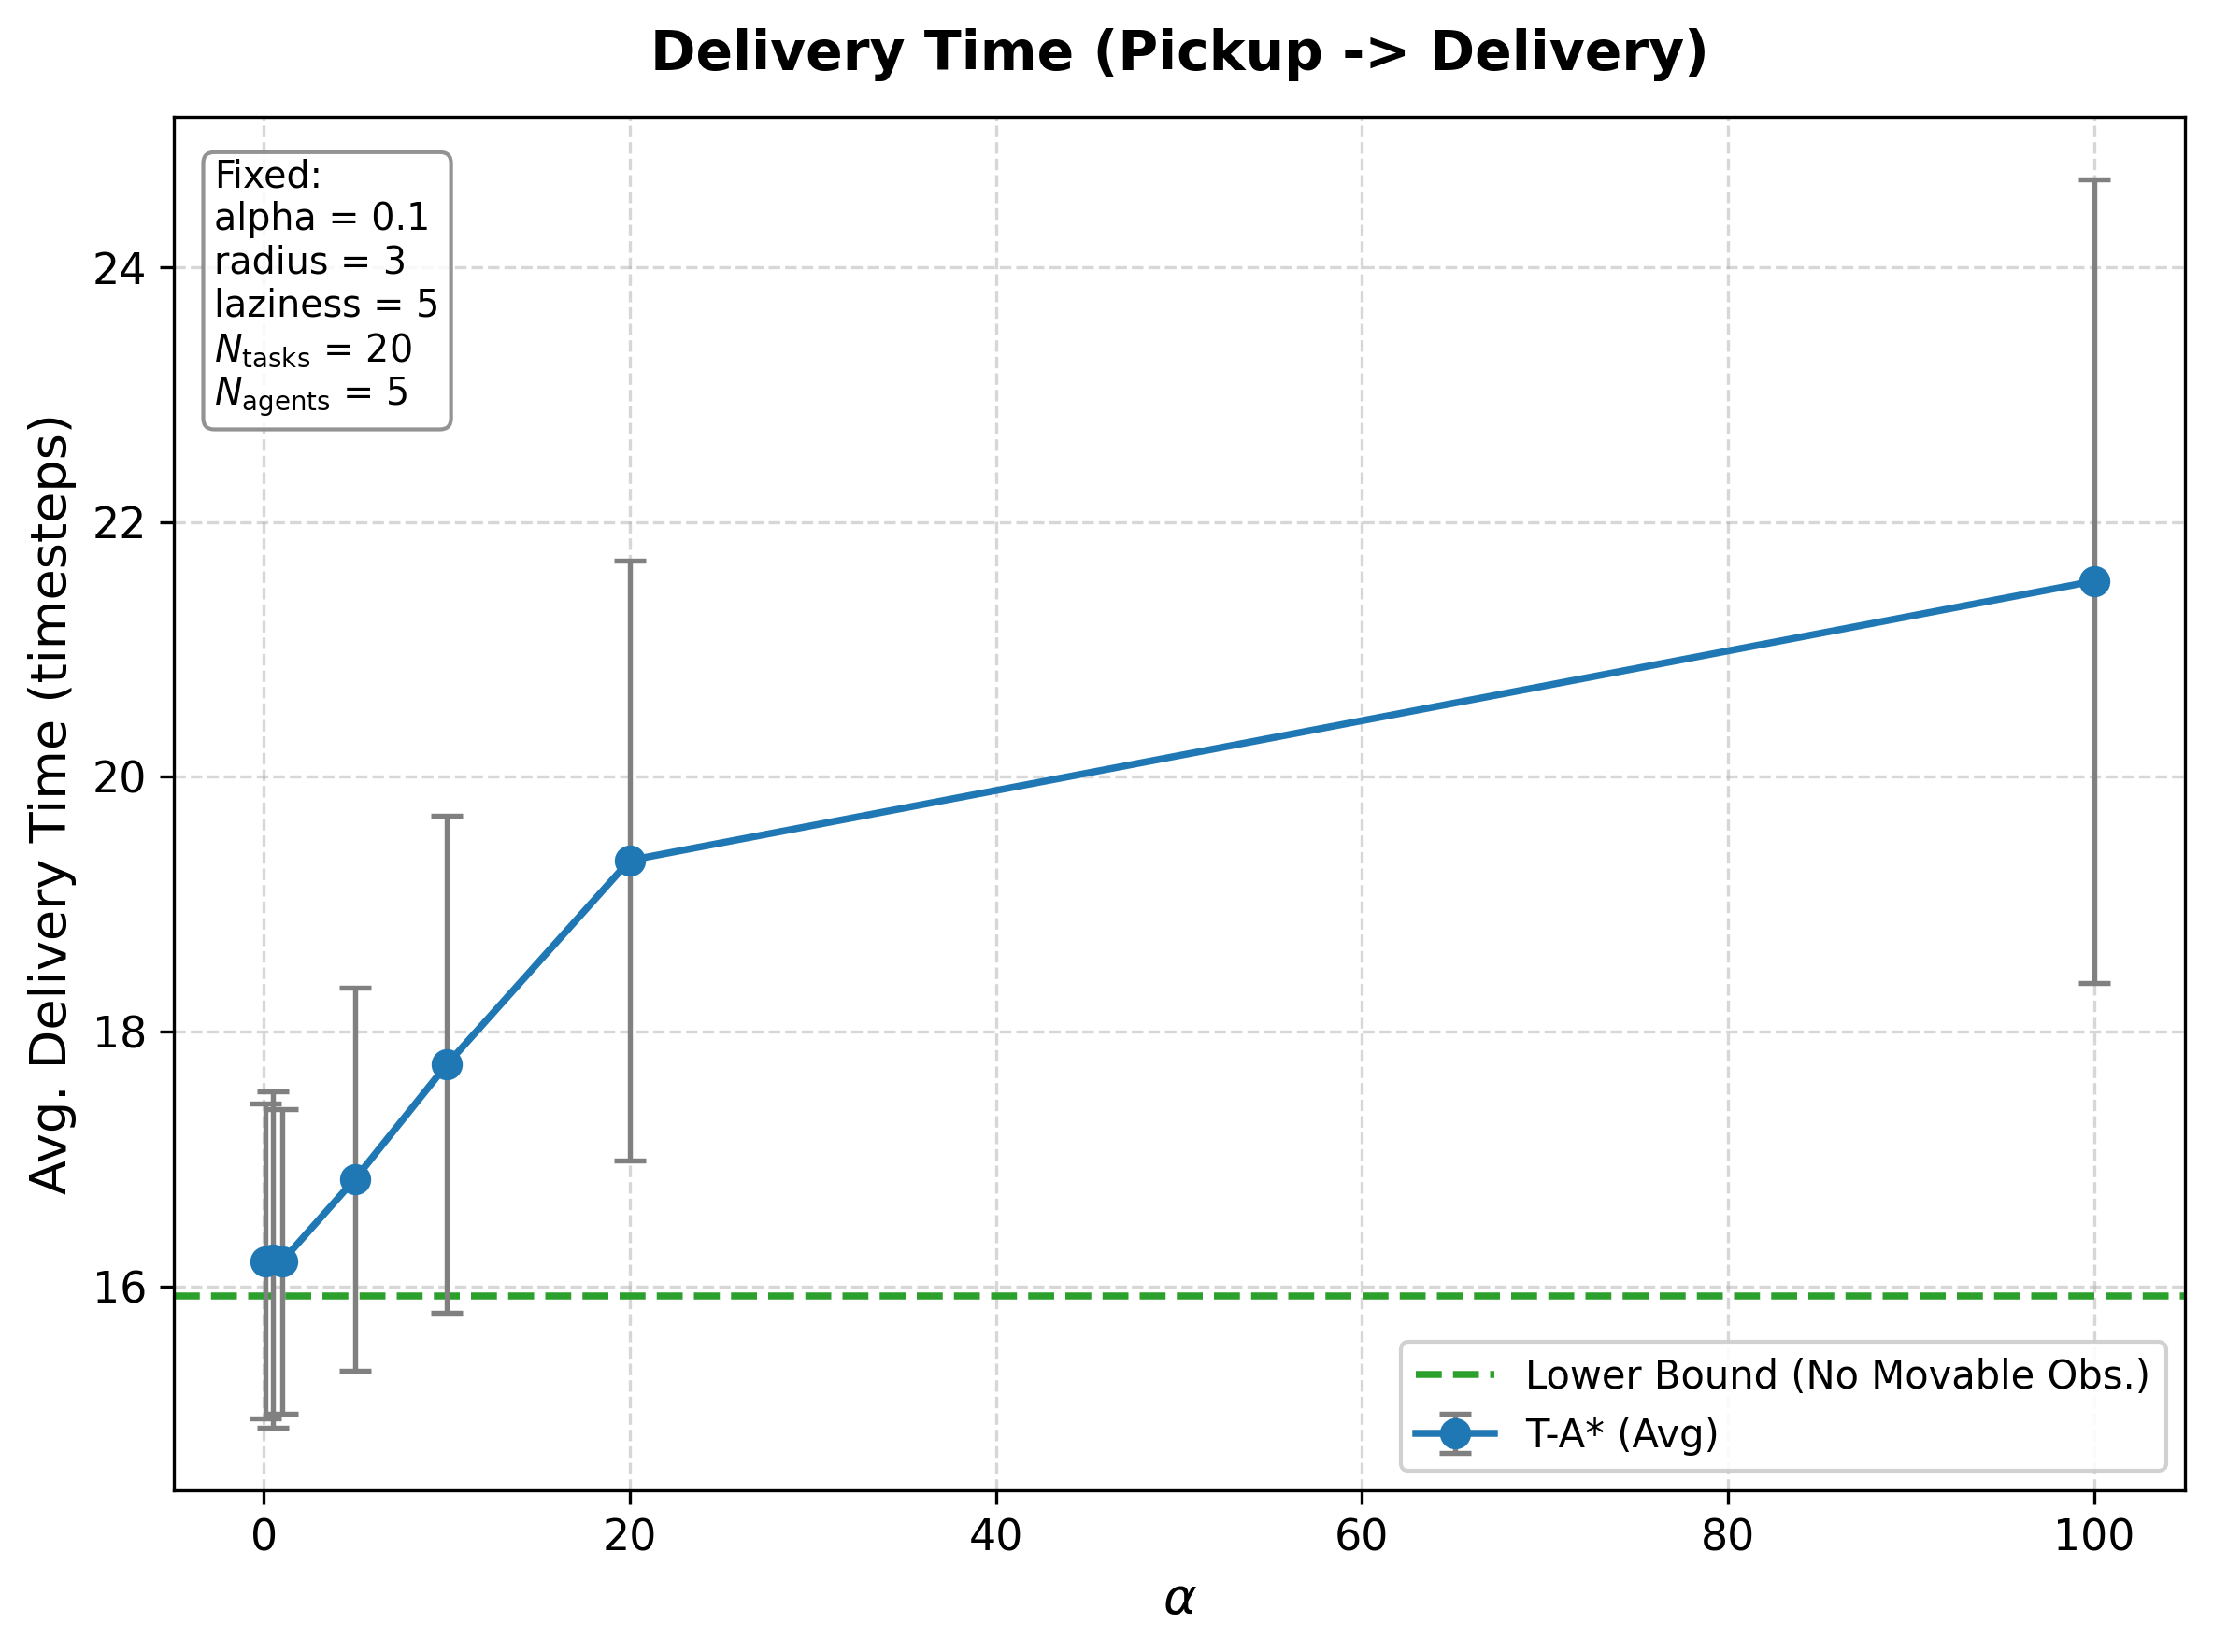 Delivery Time (Pickup -> Delivery)
Fixed:
alpha = 0.1
radius = 3
laziness = 5
N_tasks = 20
N_agents = 5
Avg. Delivery Time (timesteps)
24
22
20
18
16
Lower Bound (No Movable Obs.)
T-A* (Avg)
0 20 40 60 80 100
α